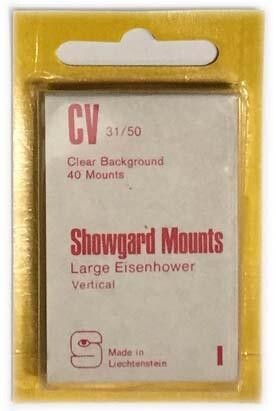 CV 31/50
Clear Background
40 Mounts
Showgard Mounts
Large Eisenhower
Vertical
S
Made in
Liechtenstein
I